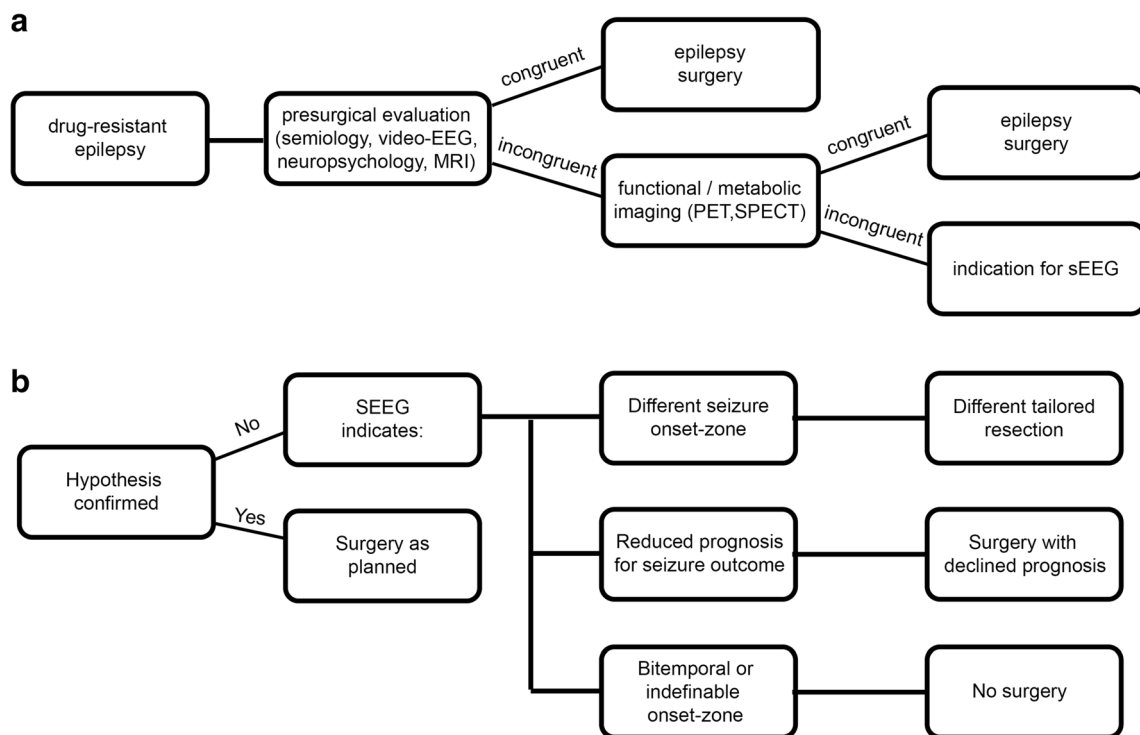 a
drug-resistant
epilepsy
presurgical evaluation
(semiology, video-EEG,
neuropsychology, MRI)
congruent
incongruent
epilepsy
surgery
functional / metabolic
imaging (PET,SPECT)
congruent
incongruent
epilepsy
surgery
indication for sEEG
b
Hypothesis
confirmed
No
Yes
SEEG
indicates:
Surgery as
planned
Different seizure
onset-zone
Different tailored
resection
Reduced prognosis
for seizure outcome
Surgery with
declined prognosis
Bitemporal or
indefinable
onset-zone
No surgery